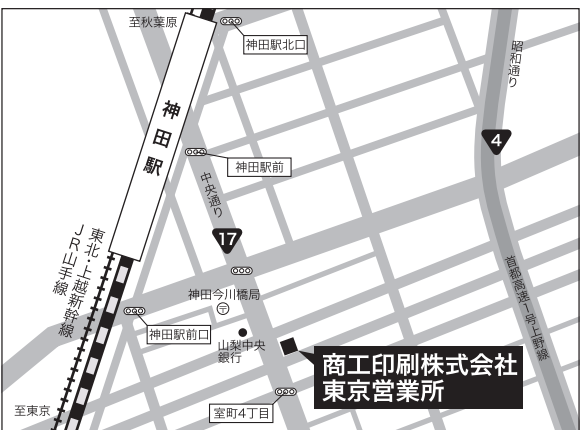 至秋葉原
神田駅北口
昭和通り
神田駅
4
神田駅前
中央通り
17
東北・上越新幹線
JR山手線
首都高速1号上野線
神田今川橋局
〒
神田駅前口
山梨中央
銀行
商工印刷株式会社
東京営業所
至東京
室町4丁目